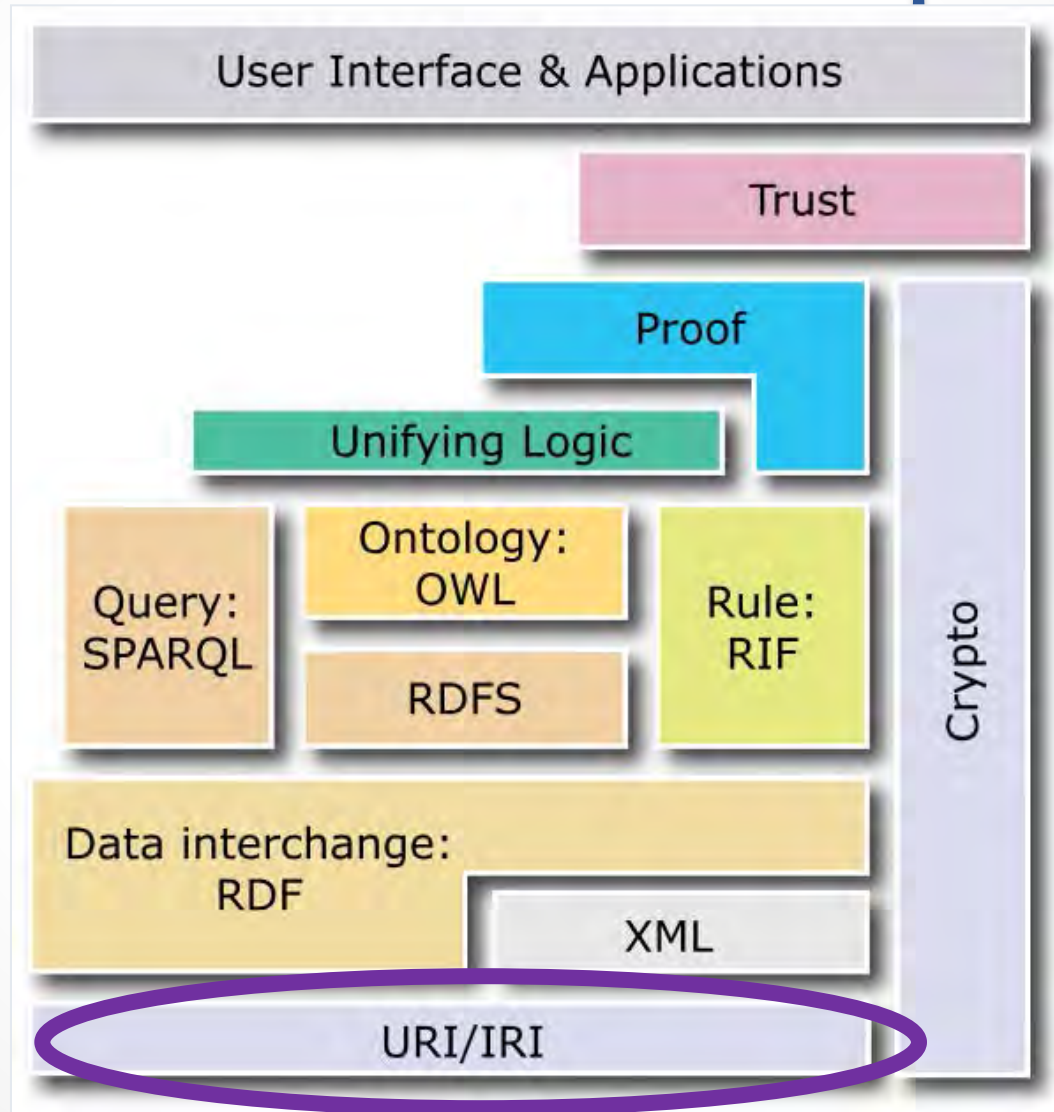 User Interface & Applications
Trust
Proof
Unifying Logic
Query:
SPARQL
Ontology:
OWL
RDFS
Rule:
RIF
Crypto
Data interchange:
RDF
XML
URI/IRI